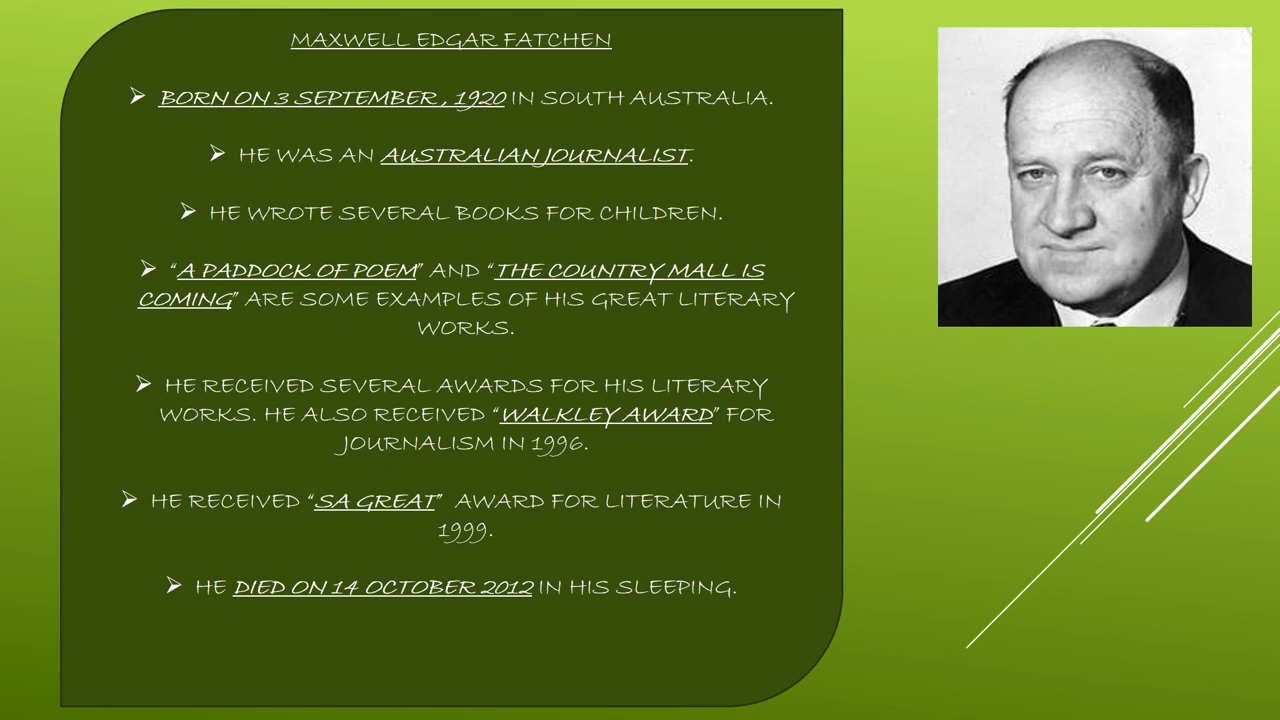 MAXWELL EDGAR FATCHEN
➢ BORN ON 3 SEPTEMBER , 1920 IN SOUTH AUSTRALIA.
➢ HE WAS AN AUSTRALIAN JOURNALIST.
➢ HE WROTE SEVERAL BOOKS FOR CHILDREN.
➢ “A PADDOCK OF POEM” AND “THE COUNTRY MALL IS
COMING” ARE SOME EXAMPLES OF HIS GREAT LITERARY
WORKS.
➢ HE RECEIVED SEVERAL AWARDS FOR HIS LITERARY
WORKS. HE ALSO RECEIVED “WALKLEY AWARD” FOR
JOURNALISM IN 1996.
➢ HE RECEIVED “SA GREAT” AWARD FOR LITERATURE IN
1999.
➢ HE DIED ON 14 OCTOBER 2012 IN HIS SLEEPING.